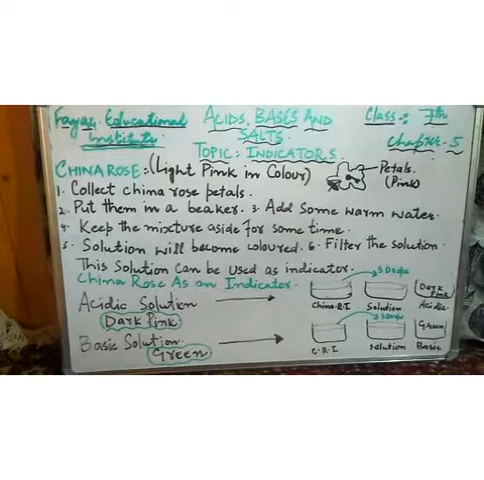 Fayaz Educational Institute
ACIDS, BASES AND SALTS
Class: 7th
Chapter-5
TOPIC: INDICATORS
CHINA ROSE: (Light Pink in Colour)
Petals. (Pink)
1. Collect china rose petals.
2. Put them in a beaker. 3. Add some warm water.
4. Keep the mixture aside for some time.
5. Solution will become coloured. 6. Filter the solution.
This Solution can be used as indicator.
China Rose As an Indicator.
3 Drops
Acidic Solution
Dark Pink
China.R.I
Solution
Dark Pink
Acidic
Basic Solution.
Green
3 Drops
C.R.I
solution
Green
Basic